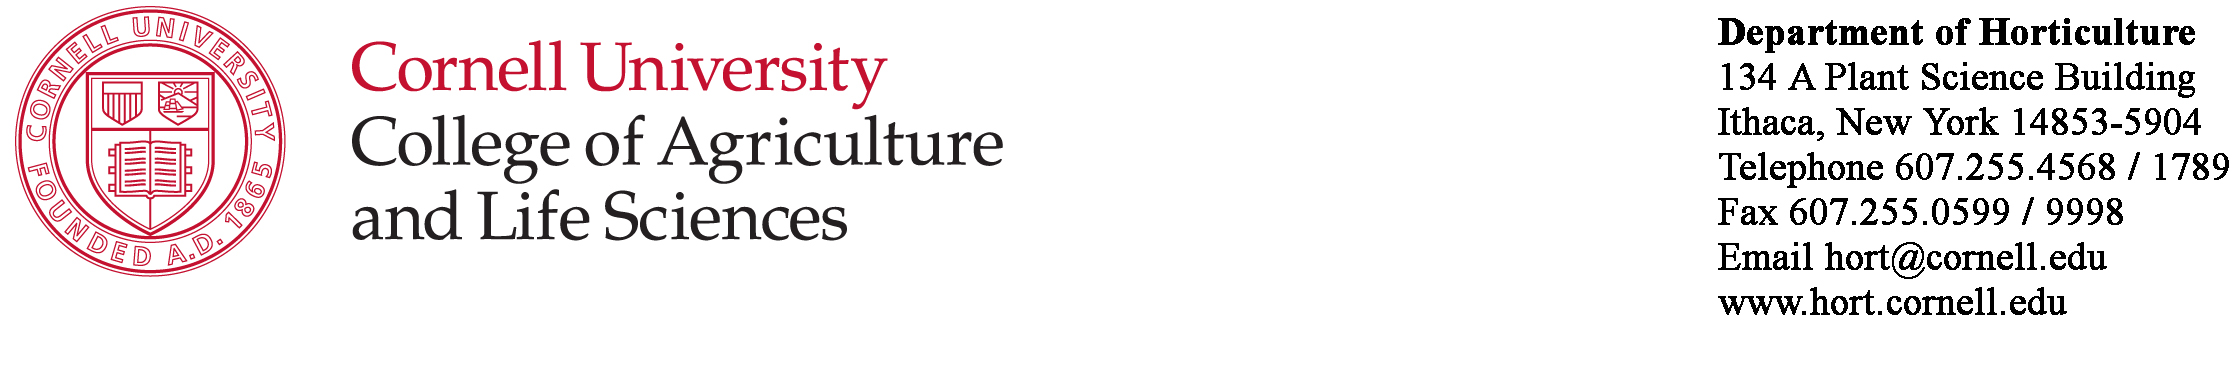 CORNELL UNIVERSITY
FOUNDED A.D. 1865
Cornell University
College of Agriculture
and Life Sciences
Department of Horticulture
134 A Plant Science Building
Ithaca, New York 14853-5904
Telephone 607.255.4568 / 1789
Fax 607.255.0599 / 9998
Email hort@cornell.edu
www.hort.cornell.edu